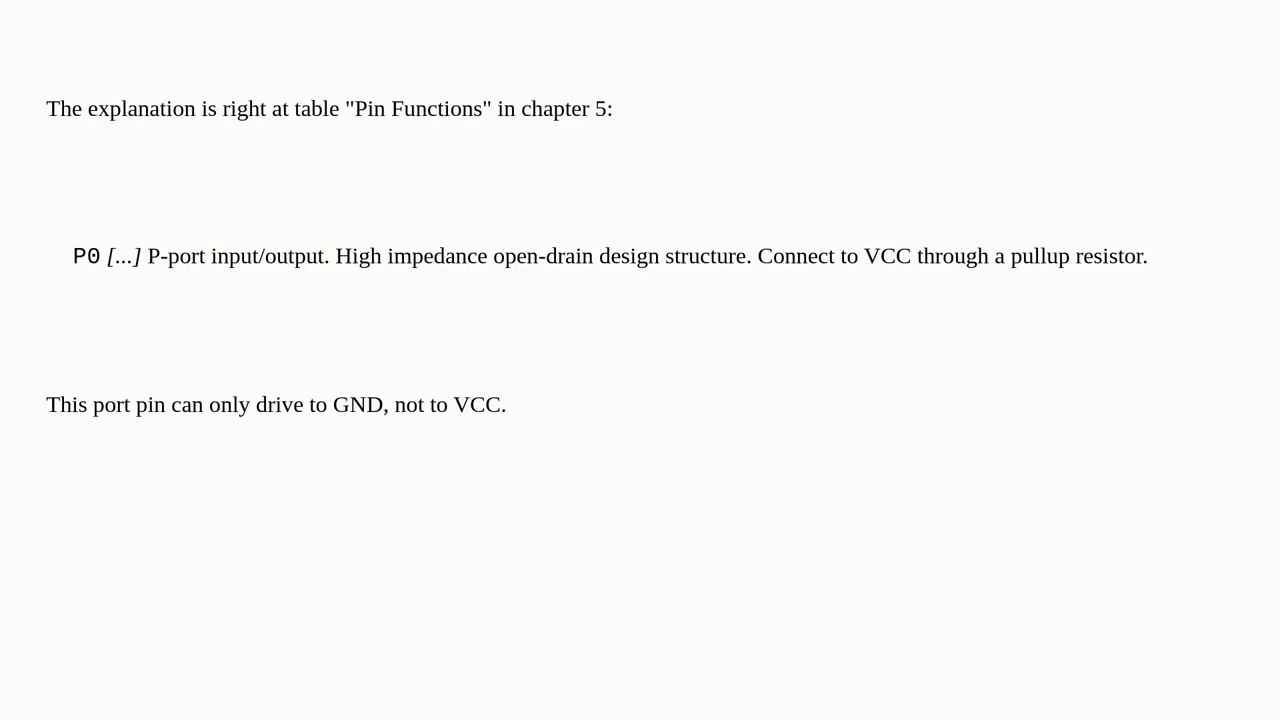 The explanation is right at table "Pin Functions" in chapter 5:
P0 [...] P-port input/output. High impedance open-drain design structure. Connect to VCC through a pullup resistor.
This port pin can only drive to GND, not to VCC.